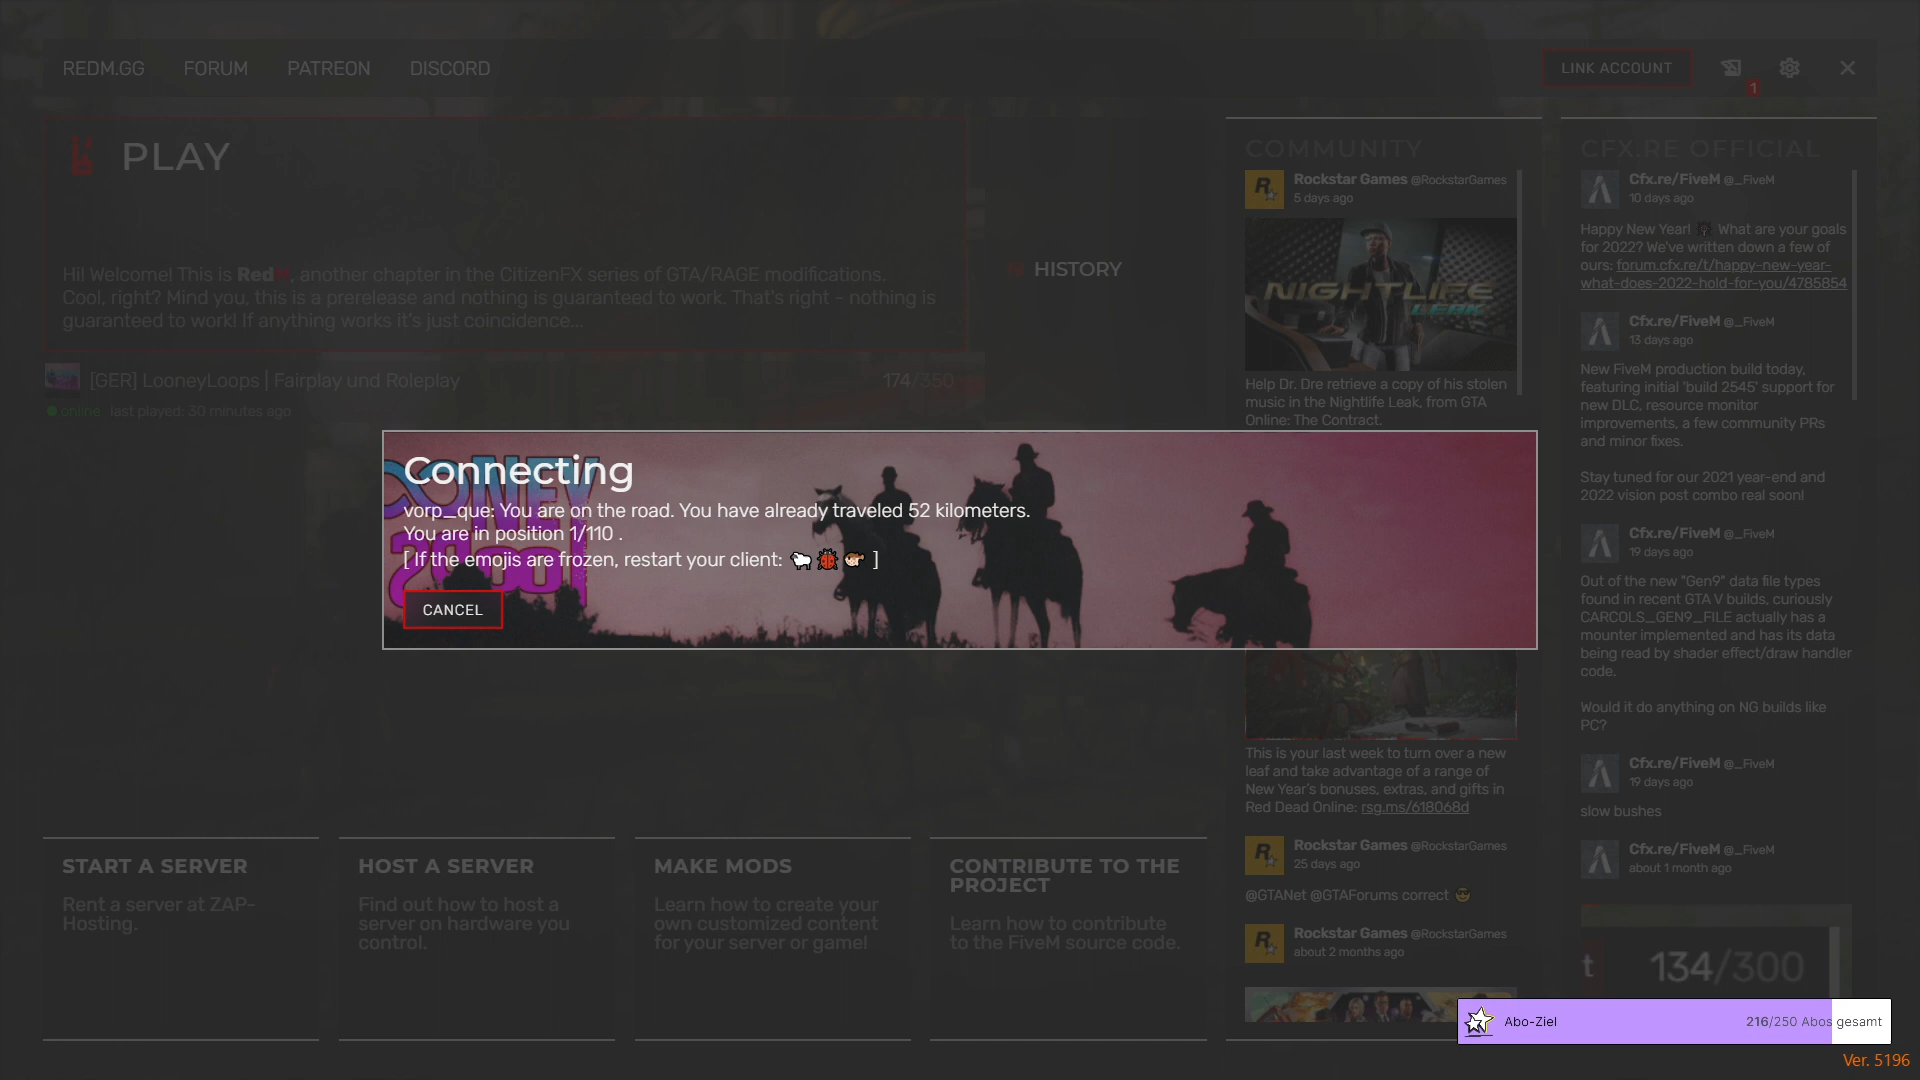 REDM.GG FORUM PATREON DISCORD
LINK ACCOUNT
1
PLAY
Hi! Welcome! This is Red , another chapter in the CitizenFX series of GTA/RAGE modifications.
Cool, right? Mind you, this is a prerelease and nothing is guaranteed to work. That's right - nothing is
guaranteed to work! If anything works it's just coincidence...
[GER] LooneyLoops | Fairplay und Roleplay 174/350
online last played: 30 minutes ago
HISTORY
Connecting
vorp_que: You are on the road. You have already traveled 52 kilometers.
You are in position 1/110 .
[ If the emojis are frozen, restart your client: 🐑🐞🐡 ]
CANCEL
START A SERVER
Rent a server at ZAP-
Hosting.
HOST A SERVER
Find out how to host a
server on hardware you
control.
MAKE MODS
Learn how to create your
own customized content
for your server or game!
CONTRIBUTE TO THE
PROJECT
Learn how to contribute
to the FiveM source code.
COMMUNITY
Rockstar Games @RockstarGames
5 days ago
NIGHTLIFE
LEAK
Help Dr. Dre retrieve a copy of his stolen
music in the Nightlife Leak, from GTA
Online: The Contract.
This is your last week to turn over a new
leaf and take advantage of a range of
New Year's bonuses, extras, and gifts in
Red Dead Online: rsg.ms/618068d
Rockstar Games @RockstarGames
25 days ago
@GTANet @GTAForums correct 😎
Rockstar Games @RockstarGames
about 2 months ago
CFX.RE OFFICIAL
Cfx.re/FiveM @_FiveM
10 days ago
Happy New Year! What are your goals
for 2022? We've written down a few of
ours: forum.cfx.re/t/happy-new-year-
what-does-2022-hold-for-you/4785854
Cfx.re/FiveM @_FiveM
13 days ago
New FiveM production build today,
featuring initial 'build 2545' support for
new DLC, resource monitor
improvements, a few community PRs
and minor fixes.
Stay tuned for our 2021 year-end and
2022 vision post combo real soon!
Cfx.re/FiveM @_FiveM
19 days ago
Out of the new "Gen9" data file types
found in recent GTA V builds, curiously
CARCOLS_GEN9_FILE actually has a
mounter implemented and has its data
being read by shader effect/draw handler
code.
Would it do anything on NG builds like
PC?
Cfx.re/FiveM @_FiveM
19 days ago
slow bushes
Cfx.re/FiveM @_FiveM
about 1 month ago
t 134/300
Abo-Ziel 216/250 Abos gesamt
Ver. 5196